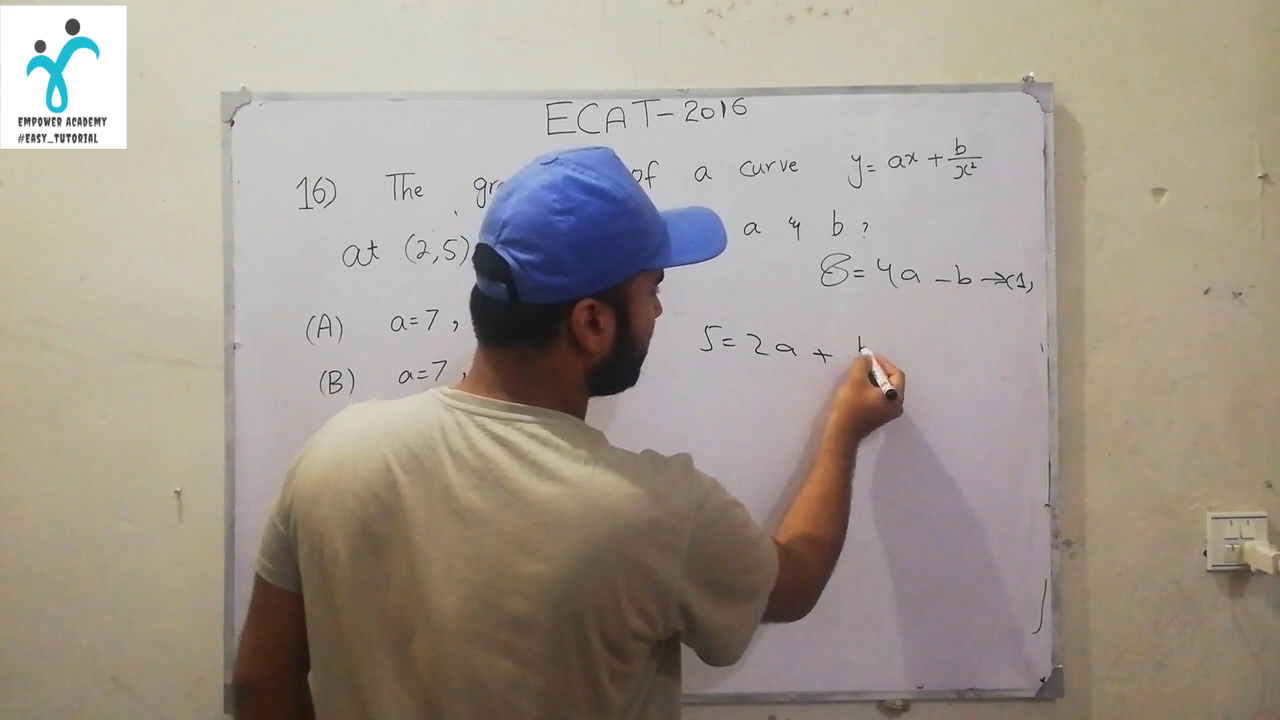 EMPOWER ACADEMY
#EASY_TUTORIAL
ECAT-2016
16) The of a curve y= ax + b/x²
at (2,5) a & b ?
8= 4a - b → (1)
(A) a=7 ,
5= 2a +
(B) a=7 ,